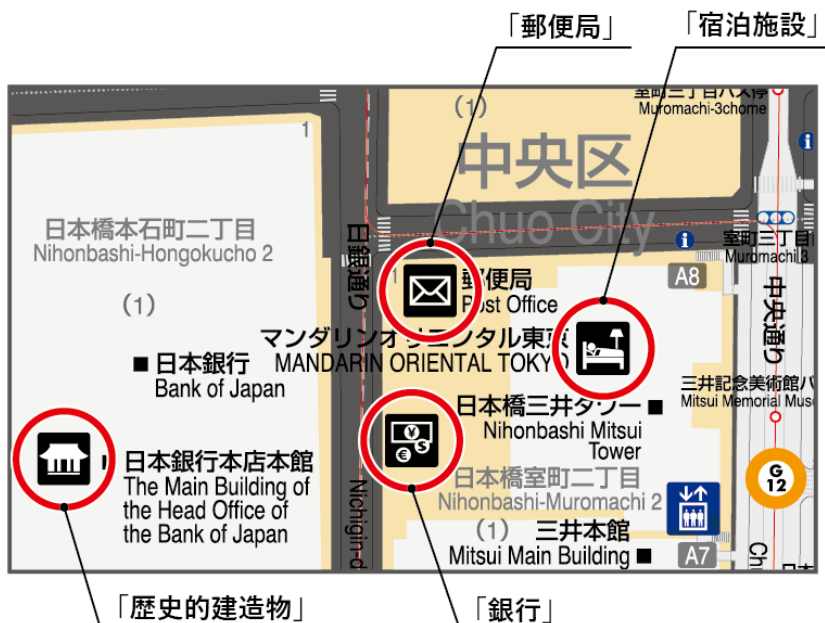 「郵便局」
「宿泊施設」
室町三丁目バス停
Muromachi-3chome
(1)
1
中央区
Chuo City
日本橋本石町二丁目
Nihonbashi-Hongokucho 2
(1)
日銀通り
室町三丁目
Muromachi 3
1
郵便局
Post Office
A8
中央通り
マンダリンオリエンタル東京
MANDARIN ORIENTAL TOKYO
日本銀行
Bank of Japan
三井記念美術館
Mitsui Memorial
日本橋三井タワー
Nihonbashi Mitsui
Tower
日本銀行本店本館
The Main Building of
the Head Office of
the Bank of Japan
日本橋室町二丁目
Nihonbashi-Muromachi 2
G
12
Nichigin-d
(1)
三井本館
Mitsui Main Building
A7
Ch
「歴史的建造物」
「銀行」